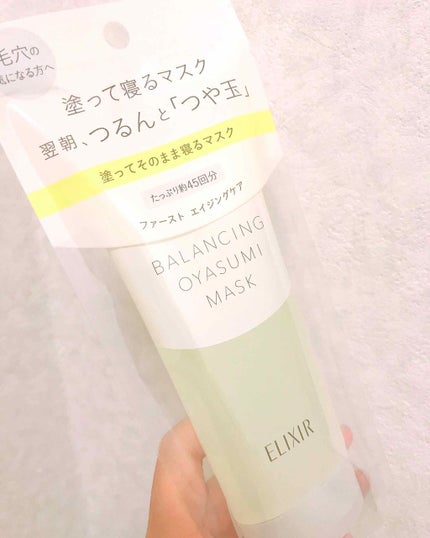 毛穴の
気になる方へ
塗って寝るマスク
翌朝、つるんと「つや玉」
塗ってそのまま寝るマスク
たっぷり約45回分
ファースト エイジングケア
BALANCING
OYASUMI
MASK
ELIXIR